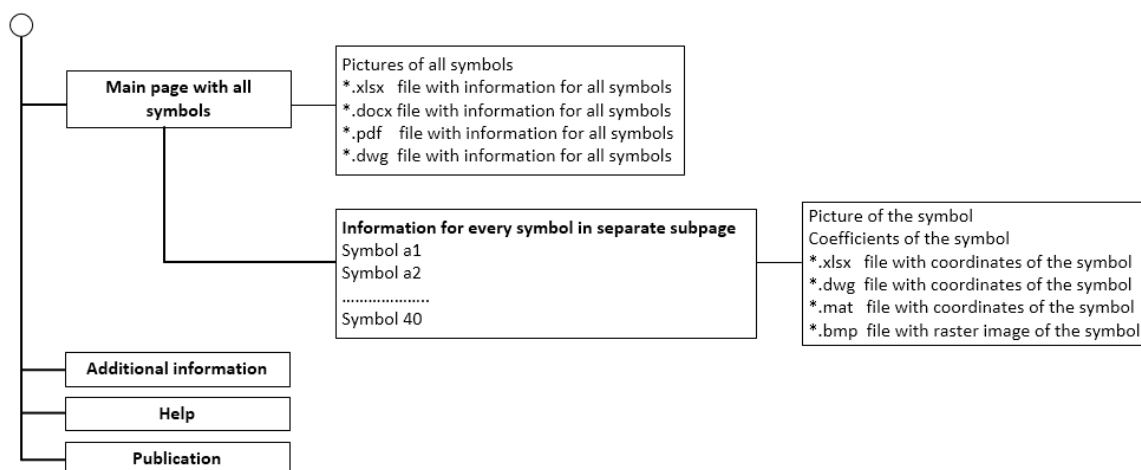 Main page with all
symbols
Pictures of all symbols
*.xlsx file with information for all symbols
*.docx file with information for all symbols
*.pdf file with information for all symbols
*.dwg file with information for all symbols
Information for every symbol in separate subpage
Symbol a1
Symbol a2
....................
Symbol 40
Picture of the symbol
Coefficients of the symbol
*.xlsx file with coordinates of the symbol
*.dwg file with coordinates of the symbol
*.mat file with coordinates of the symbol
*.bmp file with raster image of the symbol
Additional information
Help
Publication